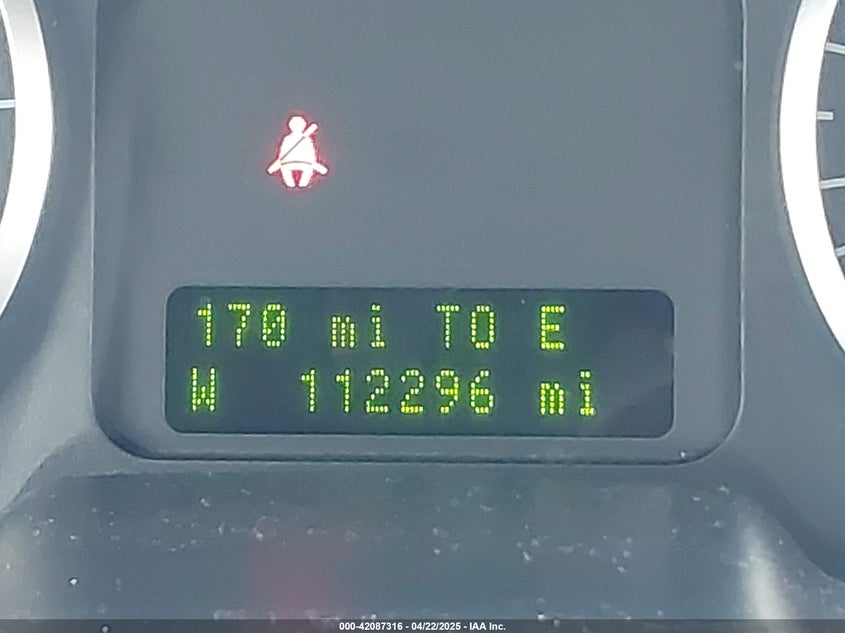 170 mi TO E
W 112296 mi
000-42087316 - 04/22/2025 - IAA Inc.